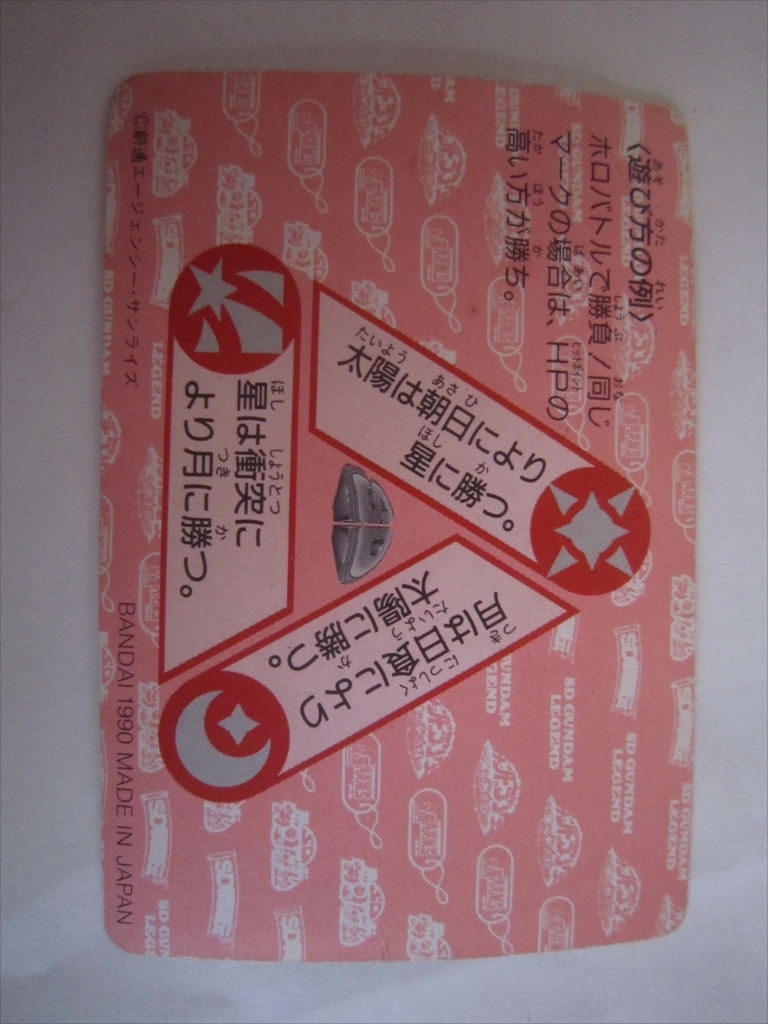 〈遊び方の例〉
ホロバトルで勝負！同じ
マークの場合は、HPの
高い方が勝ち。
太陽は朝日により
星に勝つ。
月は日食により
太陽に勝つ。
星は衝突に
より月に勝つ。
©創通エージェンシー・サンライズ
BANDAI 1990 MADE IN JAPAN
SD GUNDAM
LEGEND